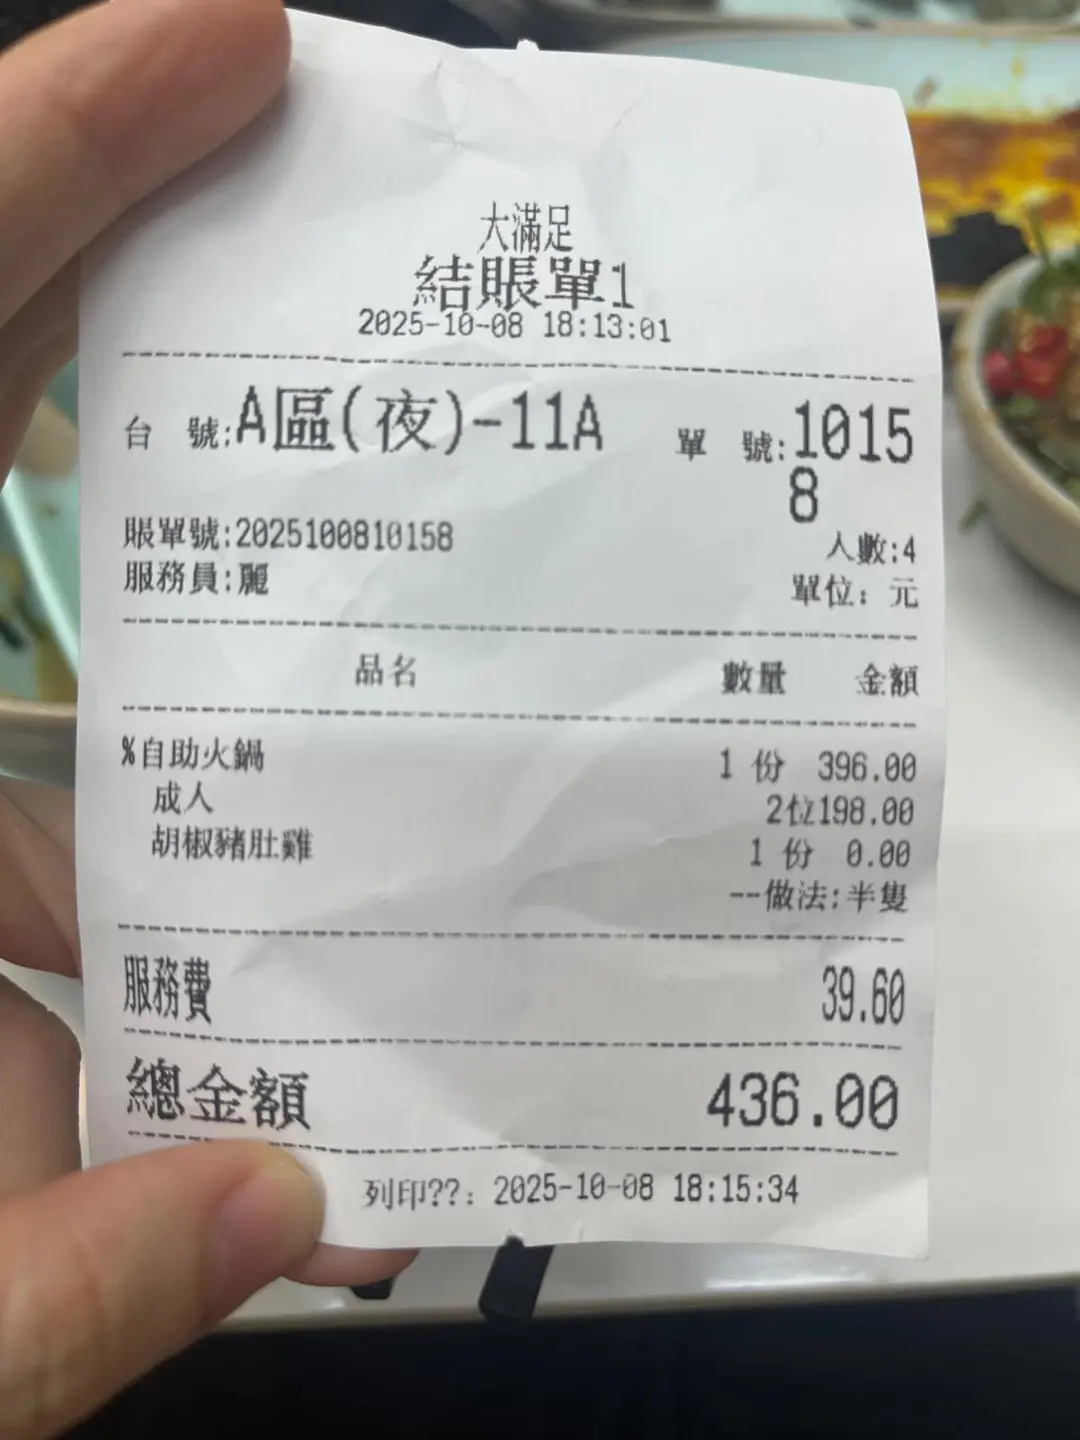 大滿足
結賬單1
2025-10-08 18:13:01
台 號:A區(夜)-11A 單 號:10158
賬單號:2025100810158 人數:4
服務員:麗 單位: 元
品名 數量 金額
%自助火鍋 1 份 396.00
成人 2位198.00
胡椒豬肚雞 1 份 0.00
--做法:半隻
服務費 39.60
總金額 436.00
列印??: 2025-10-08 18:15:34